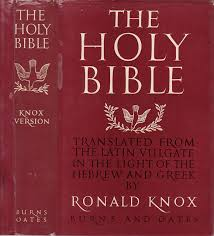 THE
HOLY
BIBLE
KNOX
VERSION
BURNS
OATES
THE
HOLY
BIBLE
TRANSLATED FROM
THE LATIN VULGATE
IN THE LIGHT OF THE
HEBREW AND GREEK
BY
RONALD KNOX
BURNS AND OATES